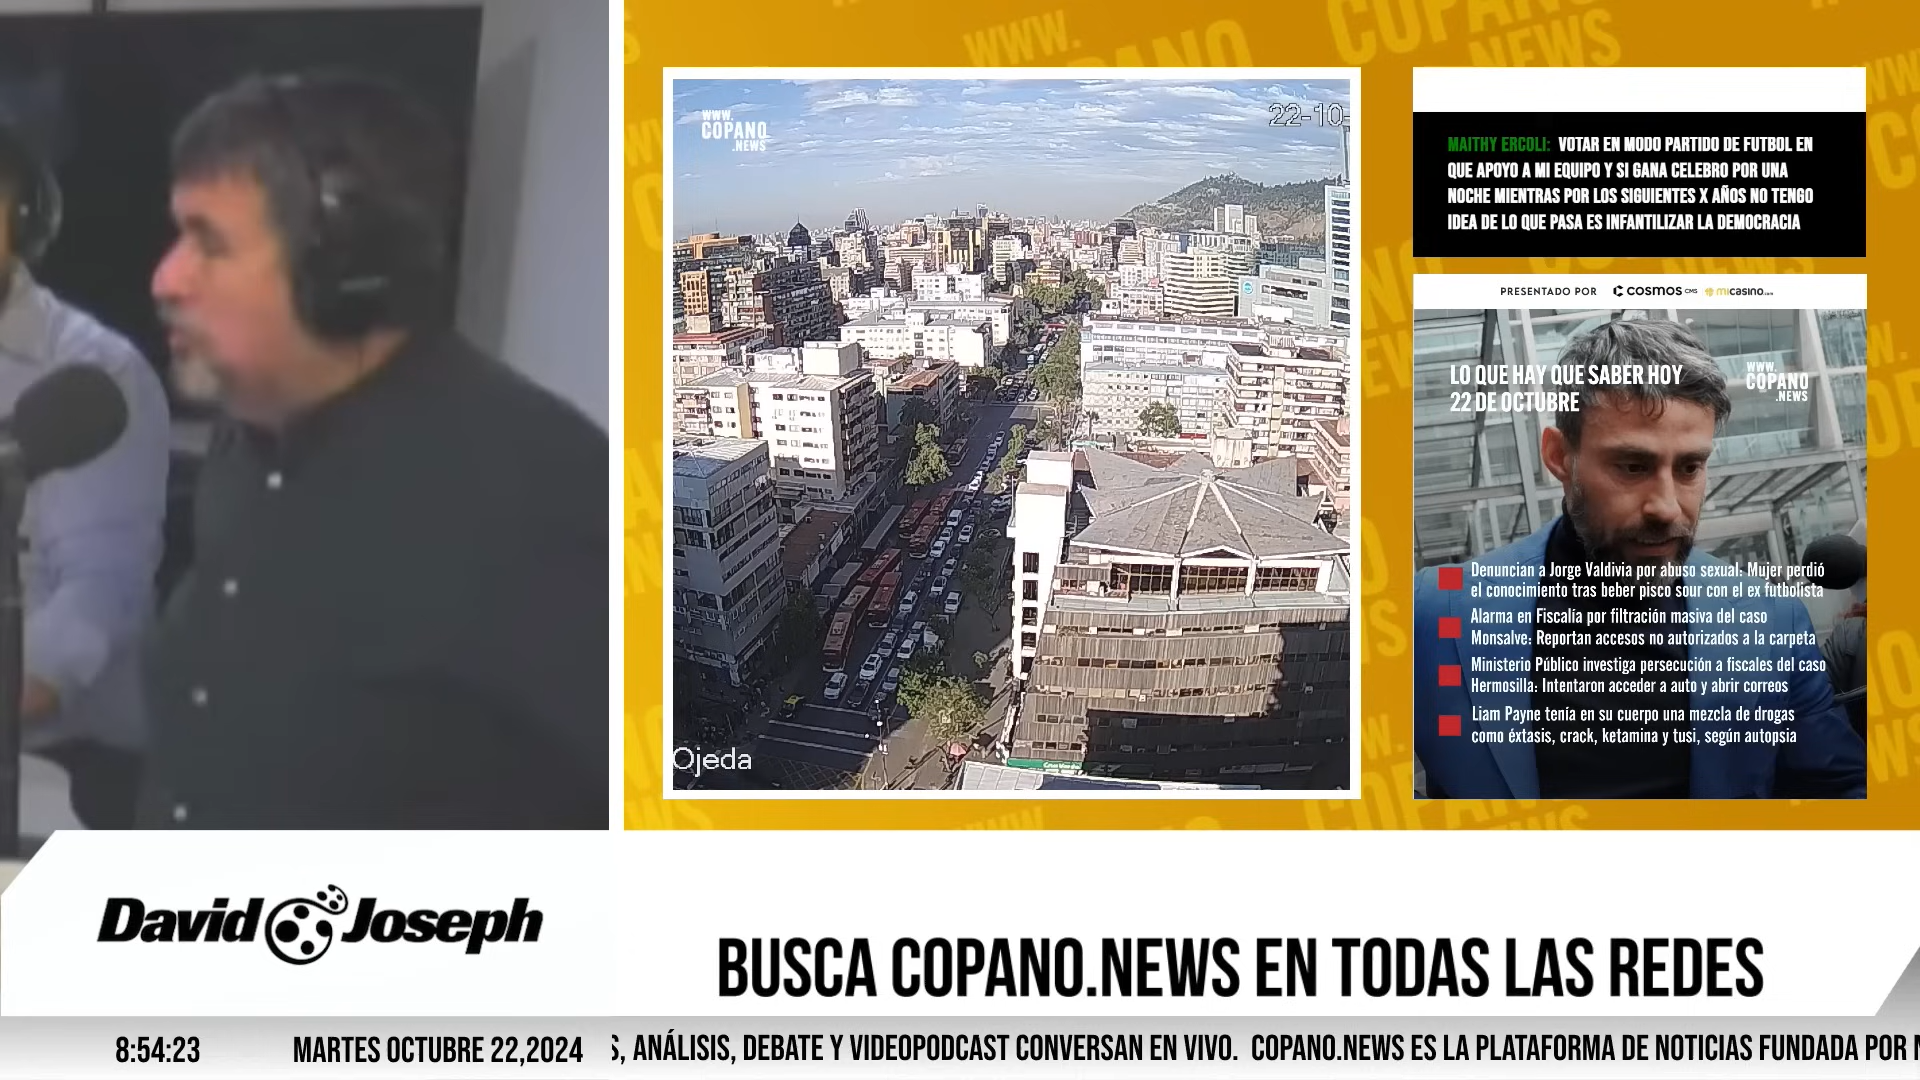 WWW.
COPANO
.NEWS
22-10-
Ojeda
MAITHY ERCOLI: VOTAR EN MODO PARTIDO DE FUTBOL EN
QUE APOYO A MI EQUIPO Y SI GANA CELEBRO POR UNA
NOCHE MIENTRAS POR LOS SIGUIENTES X AÑOS NO TENGO
IDEA DE LO QUE PASA ES INFANTILIZAR LA DEMOCRACIA
PRESENTADO POR COSMOS CMS micasino.com
LO QUE HAY QUE SABER HOY
22 DE OCTUBRE
WWW.
COPANO
.NEWS
Denuncian a Jorge Valdivia por abuso sexual: Mujer perdió
el conocimiento tras beber pisco sour con el ex futbolista
Alarma en Fiscalía por filtración masiva del caso
Monsalve: Reportan accesos no autorizados a la carpeta
Ministerio Público investiga persecución a fiscales del caso
Hermosilla: Intentaron acceder a auto y abrir correos
Liam Payne tenía en su cuerpo una mezcla de drogas
como éxtasis, crack, ketamina y tusi, según autopsia
David Joseph
BUSCA COPANO.NEWS EN TODAS LAS REDES
8:54:23 MARTES OCTUBRE 22,2024 S, ANÁLISIS, DEBATE Y VIDEOPODCAST CONVERSAN EN VIVO. COPANO.NEWS ES LA PLATAFORMA DE NOTICIAS FUNDADA POR